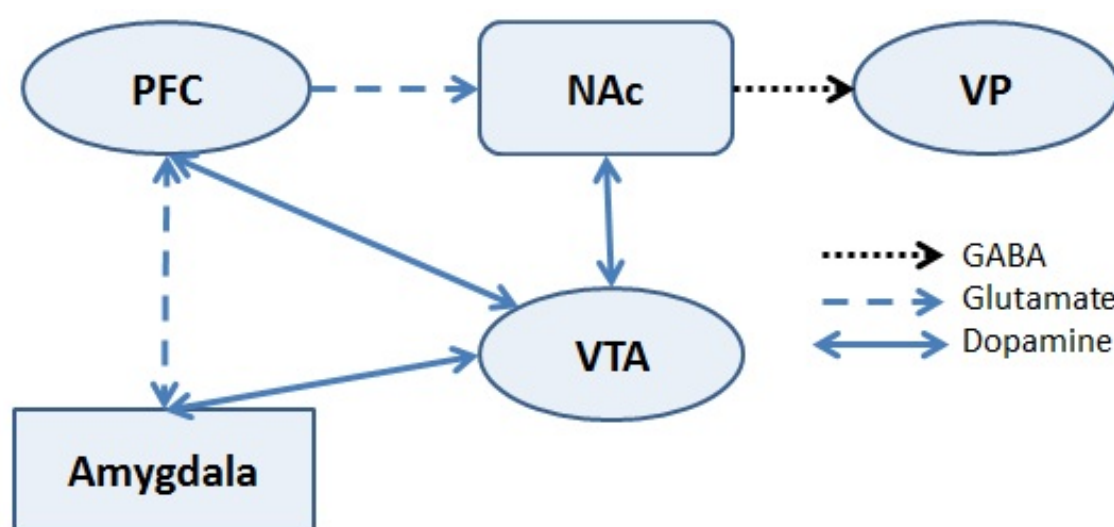 PFC
NAc
VP
VTA
Amygdala
GABA
Glutamate
Dopamine